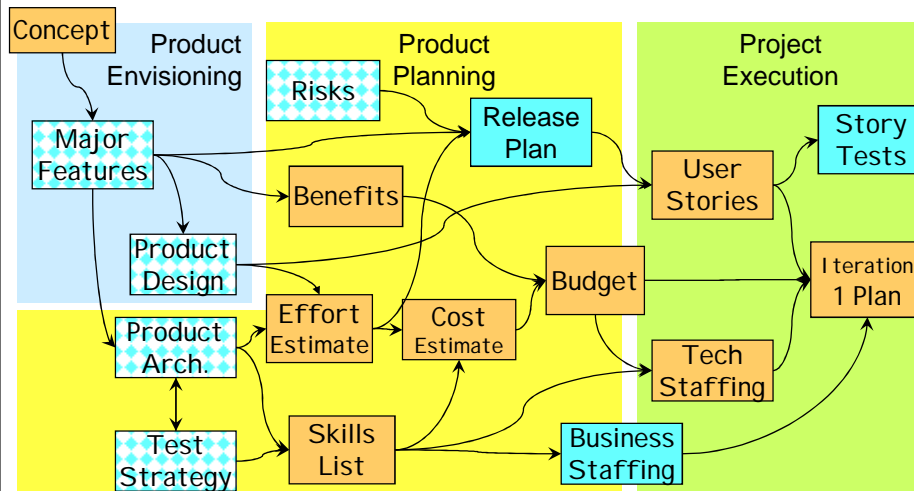 Concept
Product
Envisioning
Product
Planning
Project
Execution
Risks
Major
Features
Release
Plan
Story
Tests
Benefits
User
Stories
Product
Design
Budget
Iteration
1 Plan
Effort
Estimate
Cost
Estimate
Product
Arch.
Tech
Staffing
Test
Strategy
Skills
List
Business
Staffing